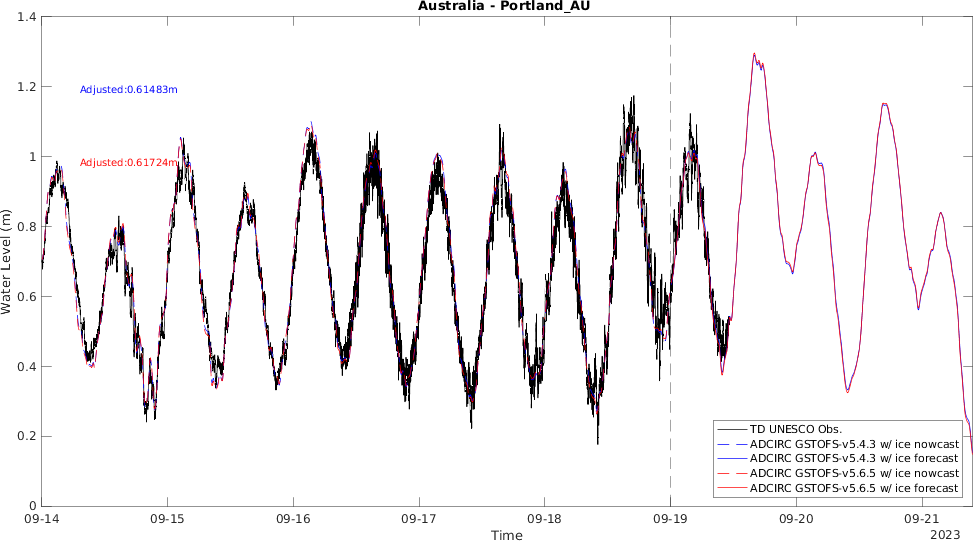 Australia - Portland_AU
1.4
1.2
1
0.8
0.6
0.4
0.2
0
Water Level (m)
Adjusted:0.61483m
Adjusted:0.61724m
TD UNESCO Obs.
ADCIRC GSTOFS-v5.4.3 w/ ice nowcast
ADCIRC GSTOFS-v5.4.3 w/ ice forecast
ADCIRC GSTOFS-v5.6.5 w/ ice nowcast
ADCIRC GSTOFS-v5.6.5 w/ ice forecast
09-14 09-15 09-16 09-17 09-18 09-19 09-20 09-21
Time
2023